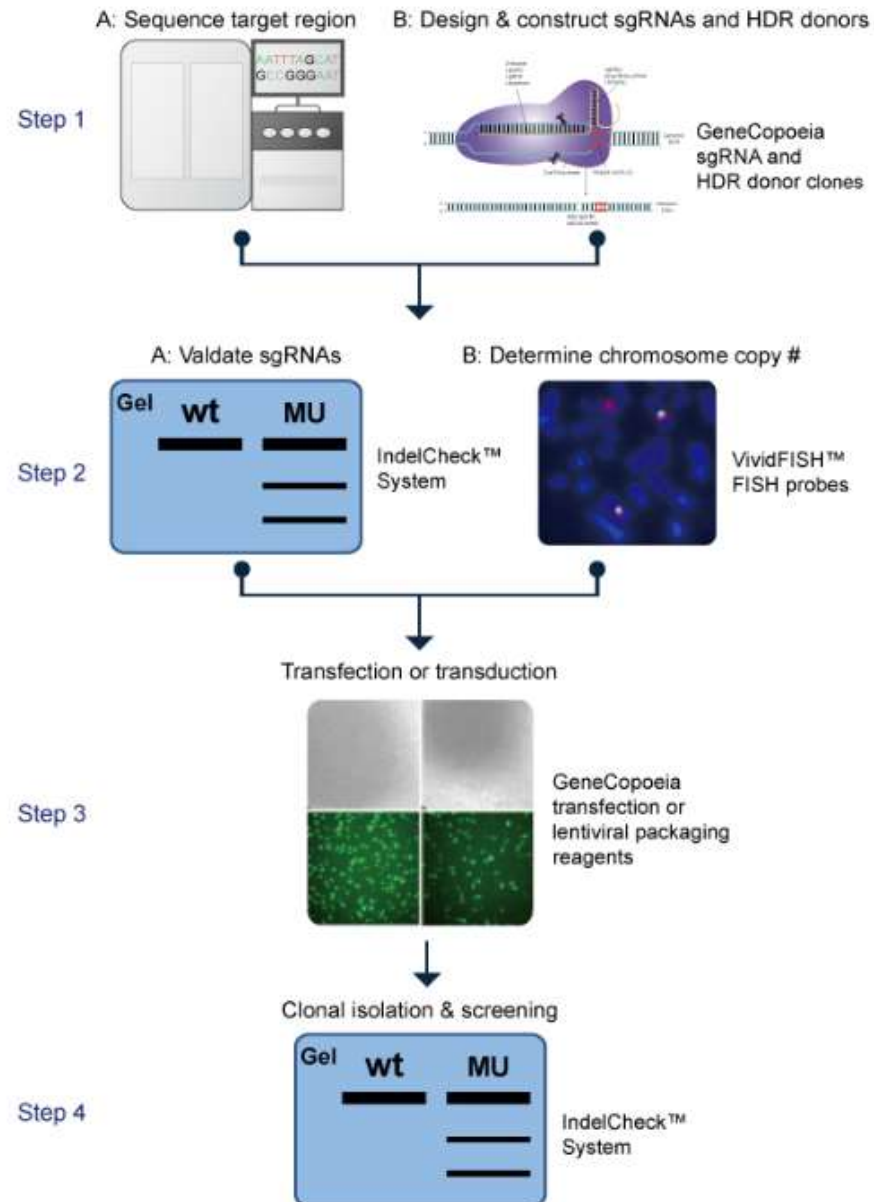 A: Sequence target region
B: Design & construct sgRNAs and HDR donors
Step 1
AATTTAGCAT
GCCGGGAAT
GeneCopoeia
sgRNA and
HDR donor clones
A: Valdate sgRNAs
B: Determine chromosome copy #
Step 2
Gel
wt
MU
IndelCheck™
System
VividFISH™
FISH probes
Transfection or transduction
Step 3
GeneCopoeia
transfection or
lentiviral packaging
reagents
Clonal isolation & screening
Step 4
Gel
wt
MU
IndelCheck™
System